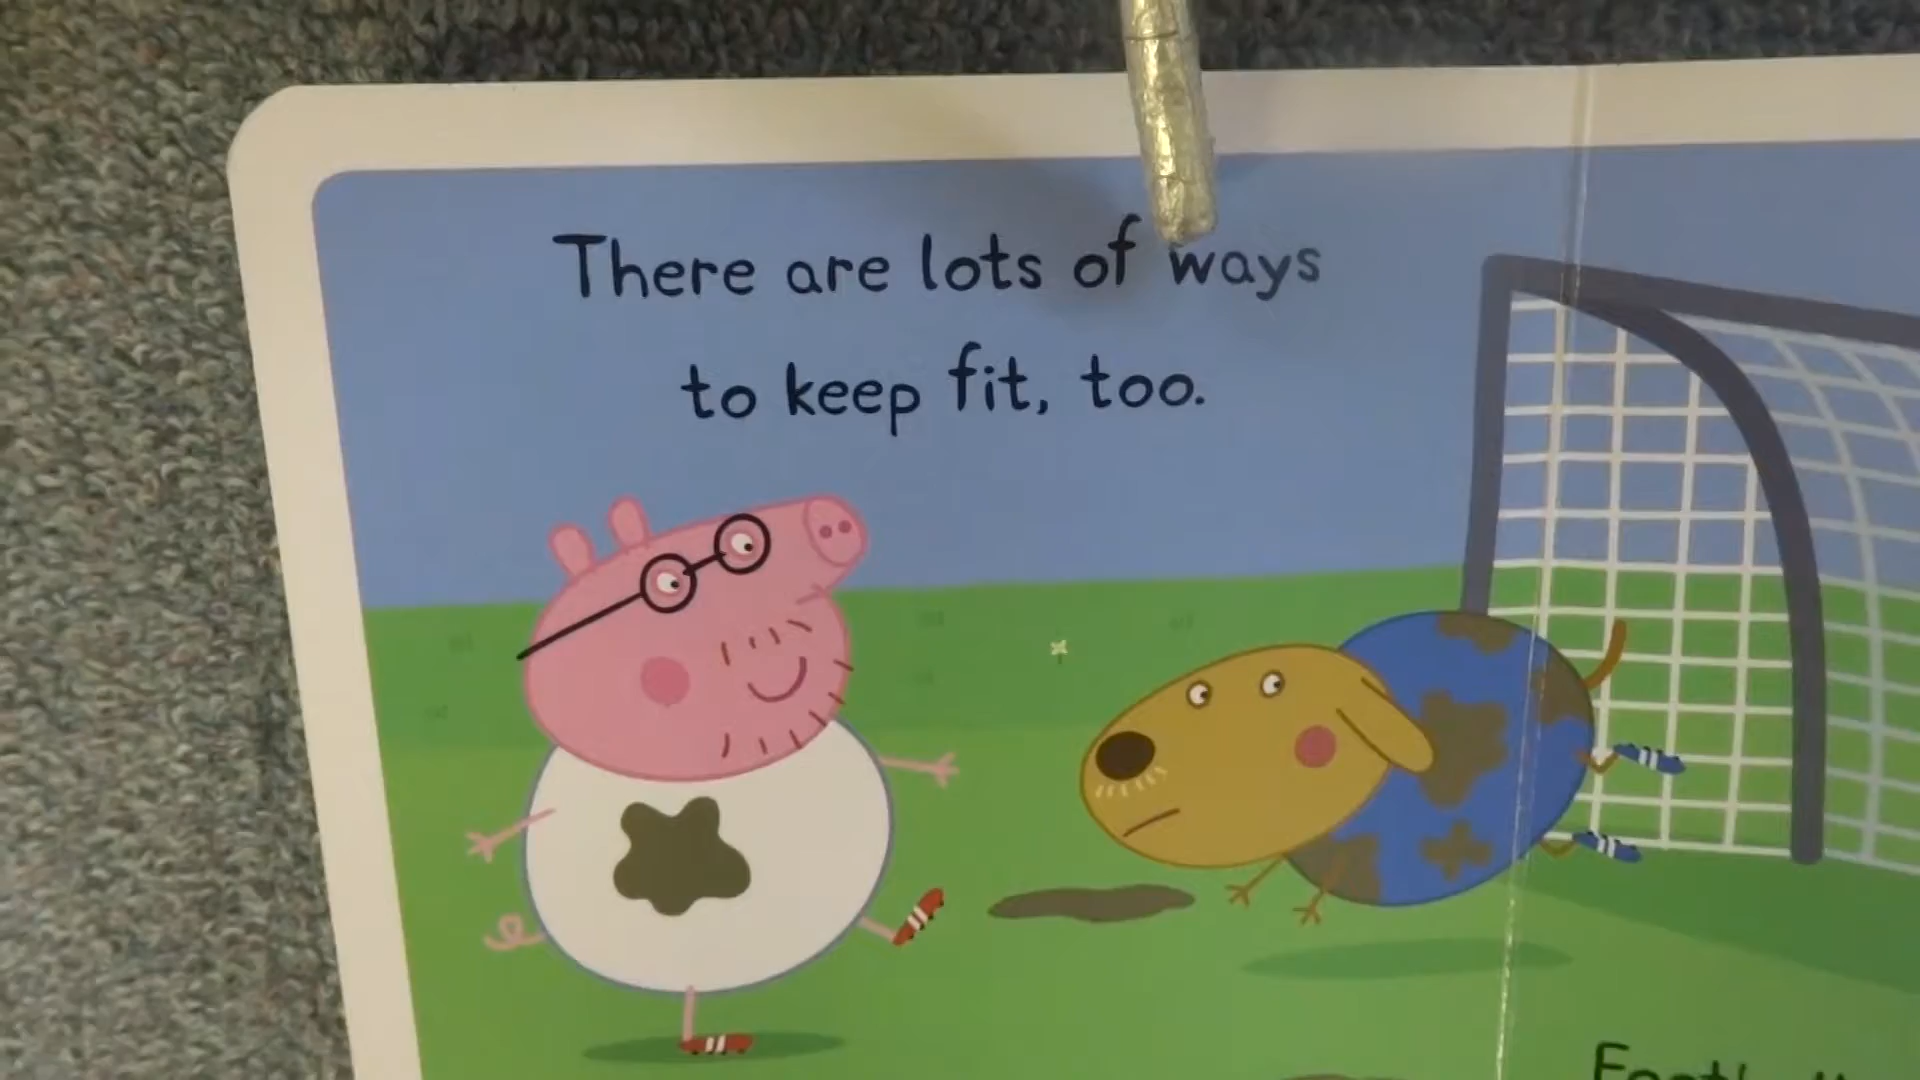 There are lots of ways
to keep fit, too.